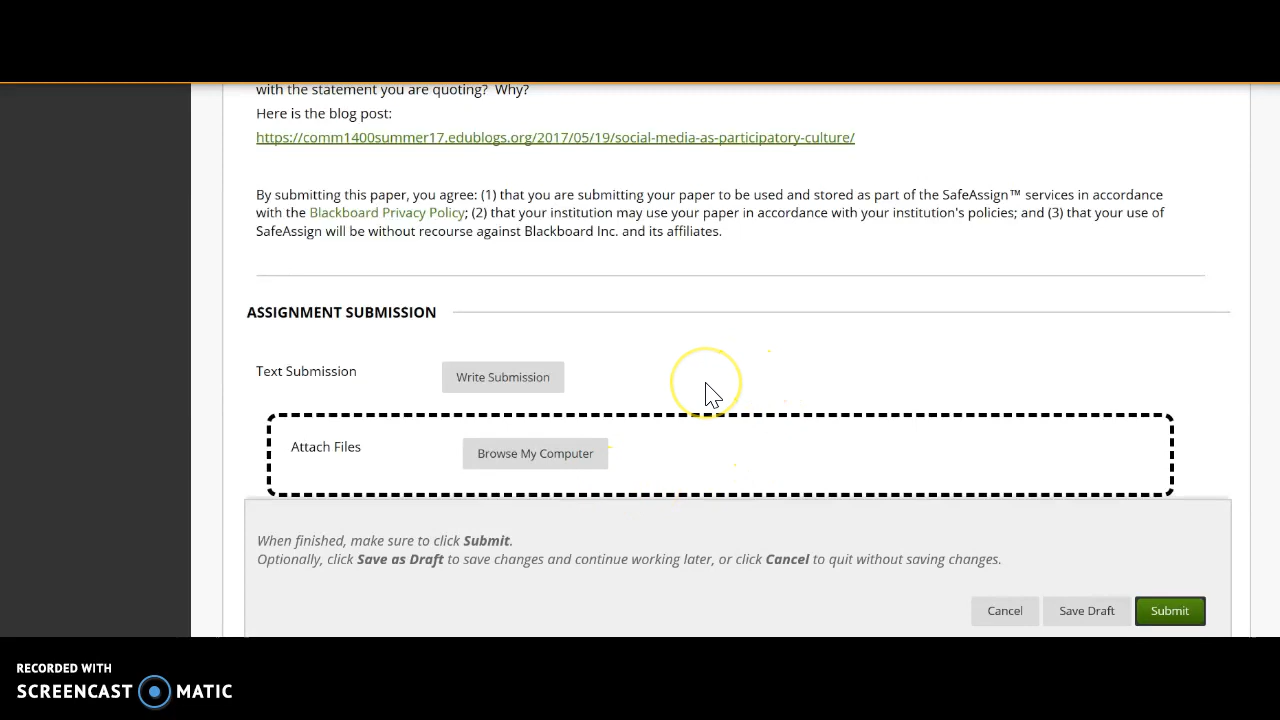 with the statement you are quoting? Why?
Here is the blog post:
https://comm1400summer17.edublogs.org/2017/05/19/social-media-as-participatory-culture/
By submitting this paper, you agree: (1) that you are submitting your paper to be used and stored as part of the SafeAssign™ services in accordance
with the Blackboard Privacy Policy; (2) that your institution may use your paper in accordance with your institution's policies; and (3) that your use of
SafeAssign will be without recourse against Blackboard Inc. and its affiliates.
ASSIGNMENT SUBMISSION
Text Submission
Write Submission
Attach Files
Browse My Computer
When finished, make sure to click Submit.
Optionally, click Save as Draft to save changes and continue working later, or click Cancel to quit without saving changes.
Cancel
Save Draft
Submit
RECORDED WITH
SCREENCAST MATIC